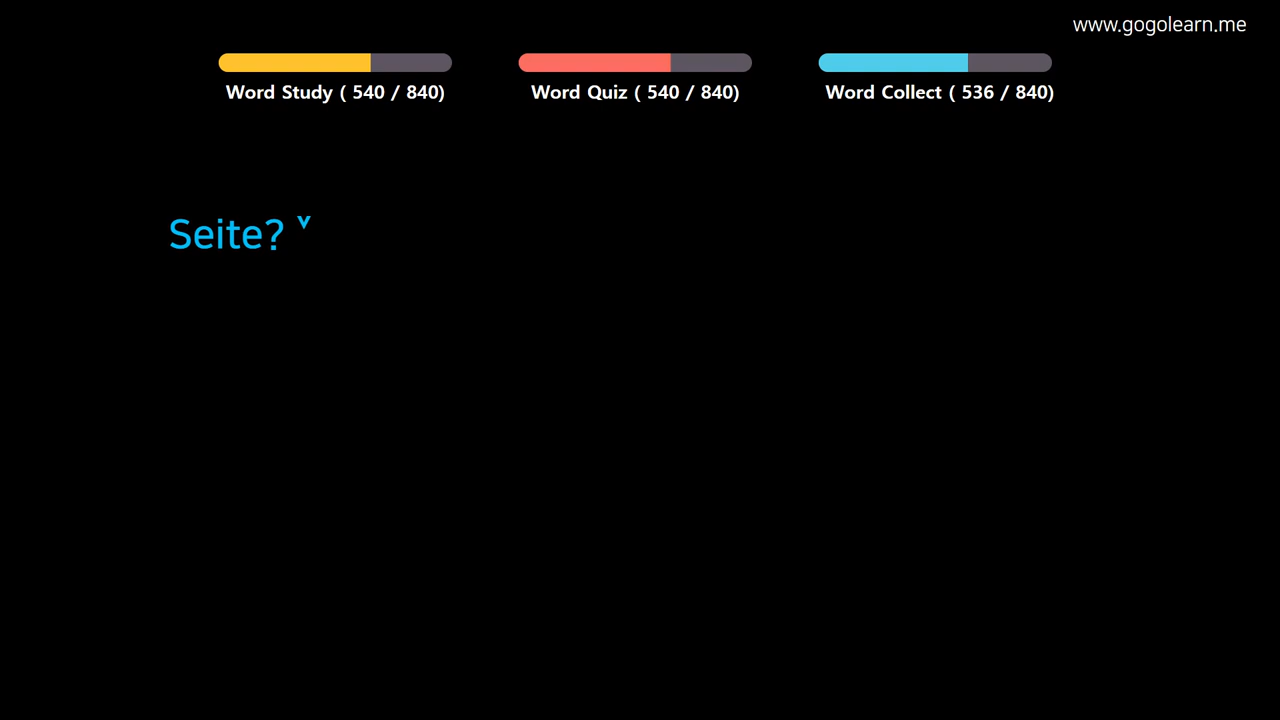 www.gogolearn.me
Word Study ( 540 / 840)
Word Quiz ( 540 / 840)
Word Collect ( 536 / 840)
Seite? ˅